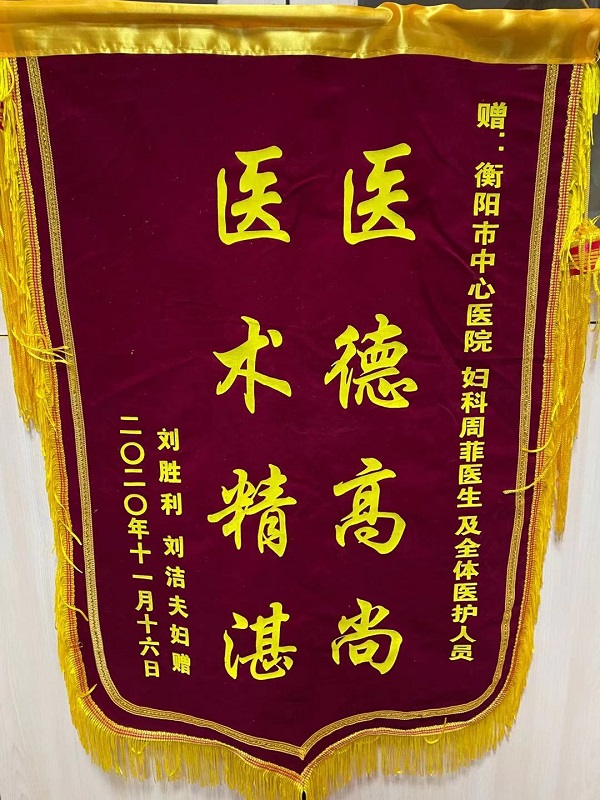 赠：衡阳市中心医院 妇科周菲医生及全体医护人员
医德高尚
医术精湛
刘胜利 刘洁夫妇赠
二〇二〇年十一月十六日